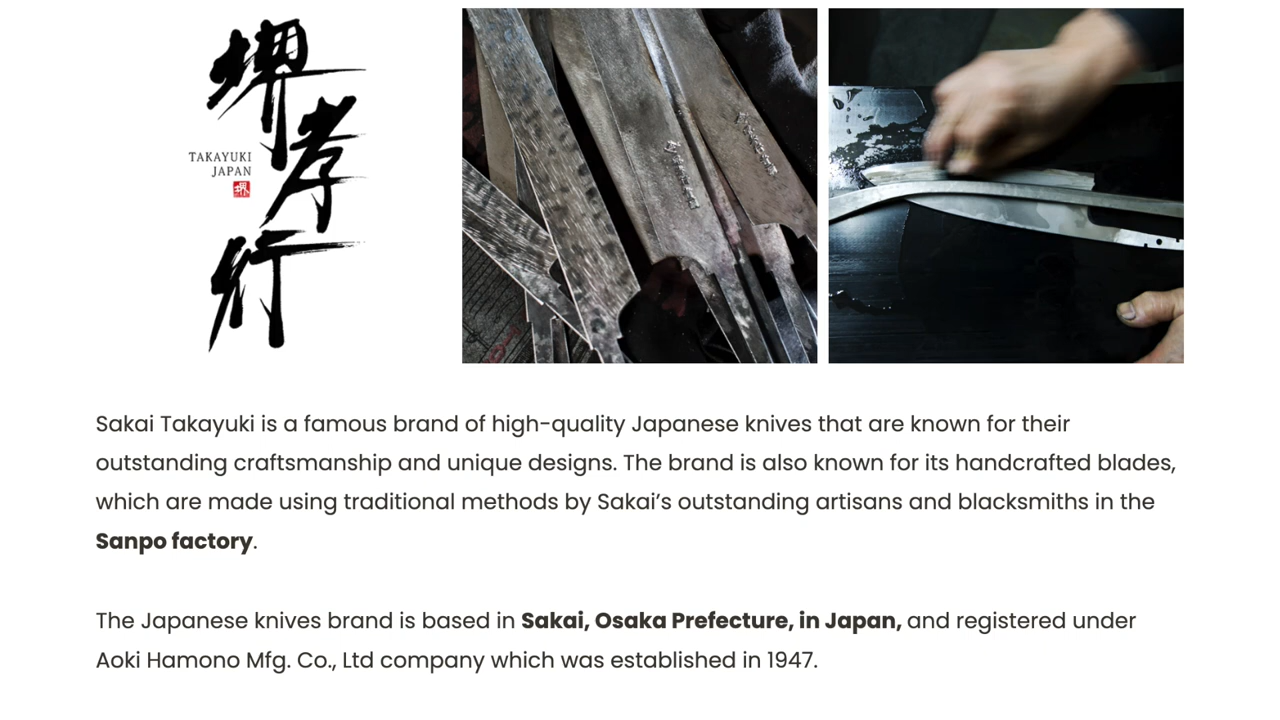 堺孝行
TAKAYUKI
JAPAN
堺
Sakai Takayuki is a famous brand of high-quality Japanese knives that are known for their
outstanding craftsmanship and unique designs. The brand is also known for its handcrafted blades,
which are made using traditional methods by Sakai’s outstanding artisans and blacksmiths in the
Sanpo factory.
The Japanese knives brand is based in Sakai, Osaka Prefecture, in Japan, and registered under
Aoki Hamono Mfg. Co., Ltd company which was established in 1947.